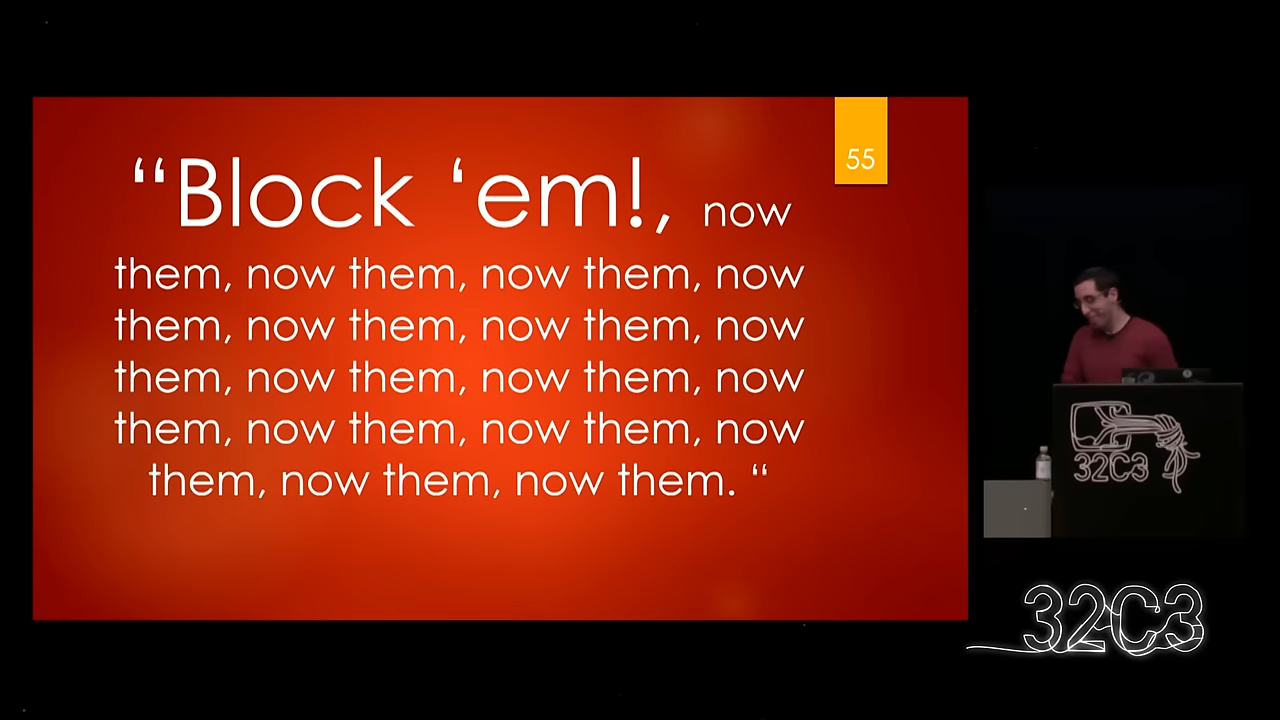 55
“Block ‘em!, now
them, now them, now them, now
them, now them, now them, now
them, now them, now them, now
them, now them, now them, now
them, now them, now them. “
32C3
32C3